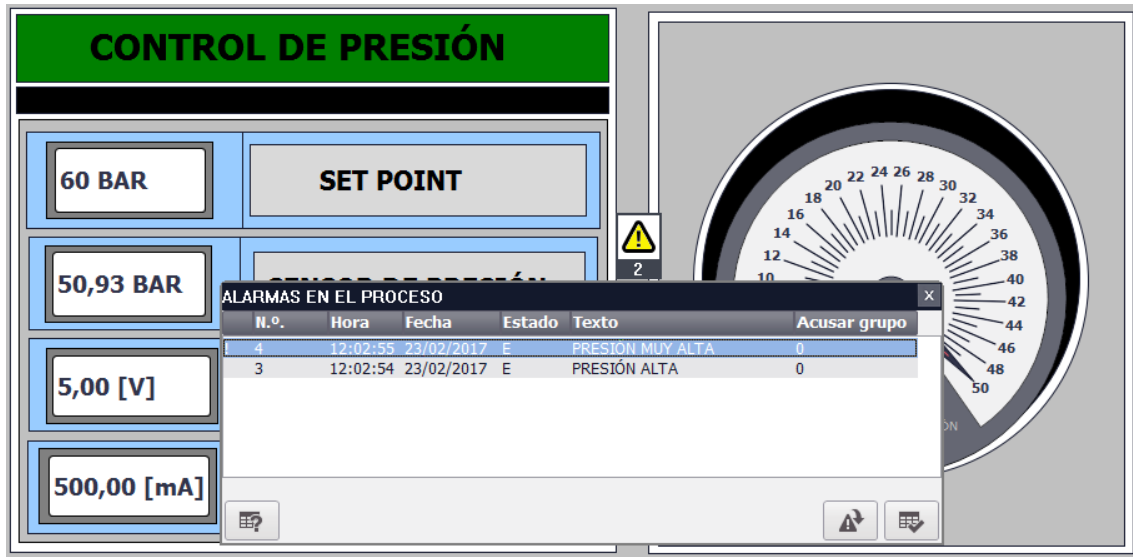 CONTROL DE PRESIÓN
60 BAR
SET POINT
50,93 BAR
SENSOR DE PRESIÓN
5,00 [V]
500,00 [mA]
2
ALARMAS EN EL PROCESO X
N.º. Hora Fecha Estado Texto Acusar grupo
! 4 12:02:55 23/02/2017 E PRESIÓN MUY ALTA 0
3 12:02:54 23/02/2017 E PRESIÓN ALTA 0
10
12
14
16
18
20
22
24
26
28
30
32
34
36
38
40
42
44
46
48
50